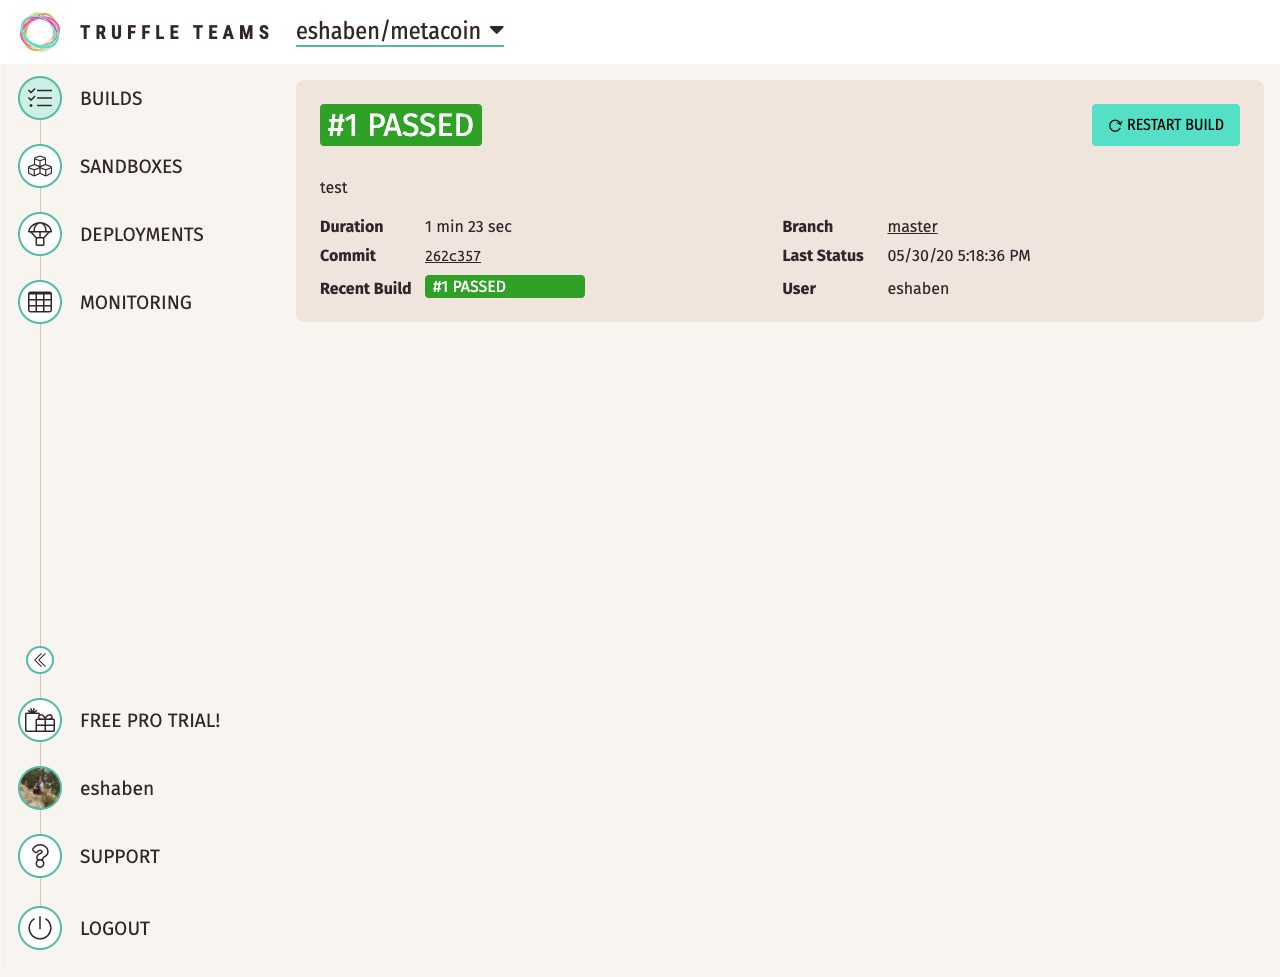 TRUFFLE TEAMS
eshaben/metacoin
BUILDS
SANDBOXES
DEPLOYMENTS
MONITORING
#1 PASSED
RESTART BUILD
test
Duration 1 min 23 sec Branch master
Commit 262c357 Last Status 05/30/20 5:18:36 PM
Recent Build #1 PASSED User eshaben
FREE PRO TRIAL!
eshaben
SUPPORT
LOGOUT